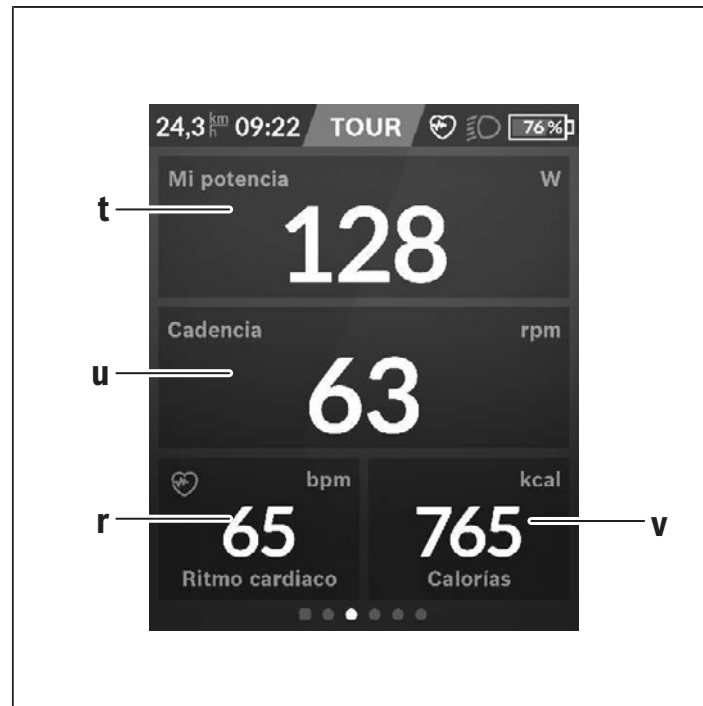 24,3 km/h 09:22 TOUR 76%
Mi potencia W
t
128
Cadencia rpm
u
63
bpm kcal
r 65 765 v
Ritmo cardiaco Calorías